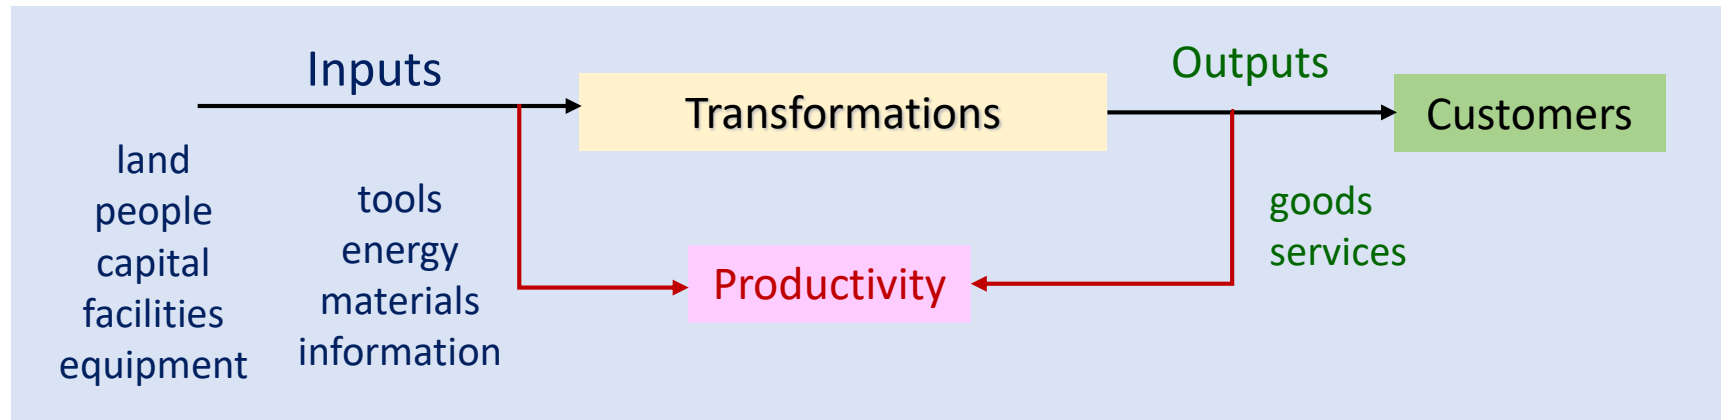 Inputs
Transformations
Outputs
Customers
land
people
capital
facilities
equipment
tools
energy
materials
information
Productivity
goods
services